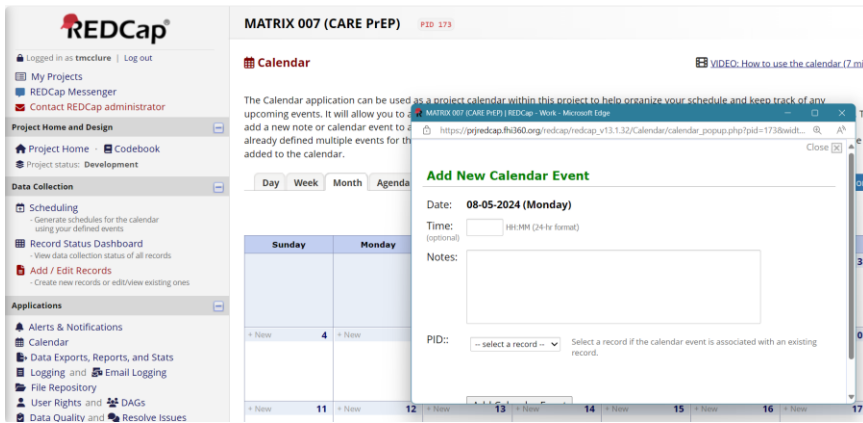 REDCap®
Logged in as tmcclure | Log out
My Projects
REDCap Messenger
Contact REDCap administrator
Project Home and Design
Project Home · Codebook
Project status: Development
Data Collection
Scheduling
- Generate schedules for the calendar
using your defined events
Record Status Dashboard
- View data collection status of all records
Add / Edit Records
- Create new records or edit/view existing ones
Applications
Alerts & Notifications
Calendar
Data Exports, Reports, and Stats
Logging and Email Logging
File Repository
User Rights and DAGs
Data Quality and Resolve Issues
MATRIX 007 (CARE PrEP) PID 173
Calendar
VIDEO: How to use the calendar (7 mi
The Calendar application can be used as a project calendar within this project to help organize your schedule and keep track of any
upcoming events. It will allow you to
add a new note or calendar event to
already defined multiple events for th
added to the calendar.
Day Week Month Agenda
Sunday Monday
+ New 4 + New
+ New 11 + New 12 + New 13 + New 14 + New 15 + New 16 + New 17
MATRIX 007 (CARE PrEP) | REDCap - Work - Microsoft Edge
https://prjredcap.fhi360.org/redcap/redcap_v13.1.32/Calendar/calendar_popup.php?pid=173&widt...
Close
Add New Calendar Event
Date: 08-05-2024 (Monday)
Time: HH:MM (24-hr format)
(optional)
Notes:
PID:: -- select a record -- Select a record if the calendar event is associated with an existing
record.
Add Calendar Event